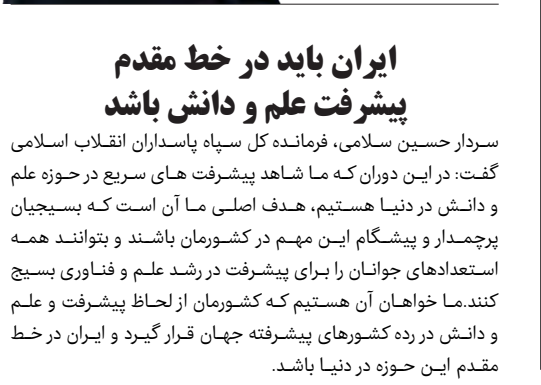 ایران باید در خط مقدم
پیشرفت علم و دانش باشد
سردار حسین سلامی، فرمانده کل سپاه پاسداران انقلاب اسلامی
گفت: در این دوران که ما شاهد پیشرفت های سریع در حوزه علم
و دانش در دنیا هستیم، هدف اصلی ما آن است که بسیجیان
پرچمدار و پیشگام این مهم در کشورمان باشند و بتوانند همه
استعدادهای جوانان را برای پیشرفت در رشد علم و فناوری بسیج
کنند.ما خواهان آن هستیم که کشورمان از لحاظ پیشرفت و علم
و دانش در رده کشورهای پیشرفته جهان قرار گیرد و ایران در خط
مقدم این حوزه در دنیا باشد.